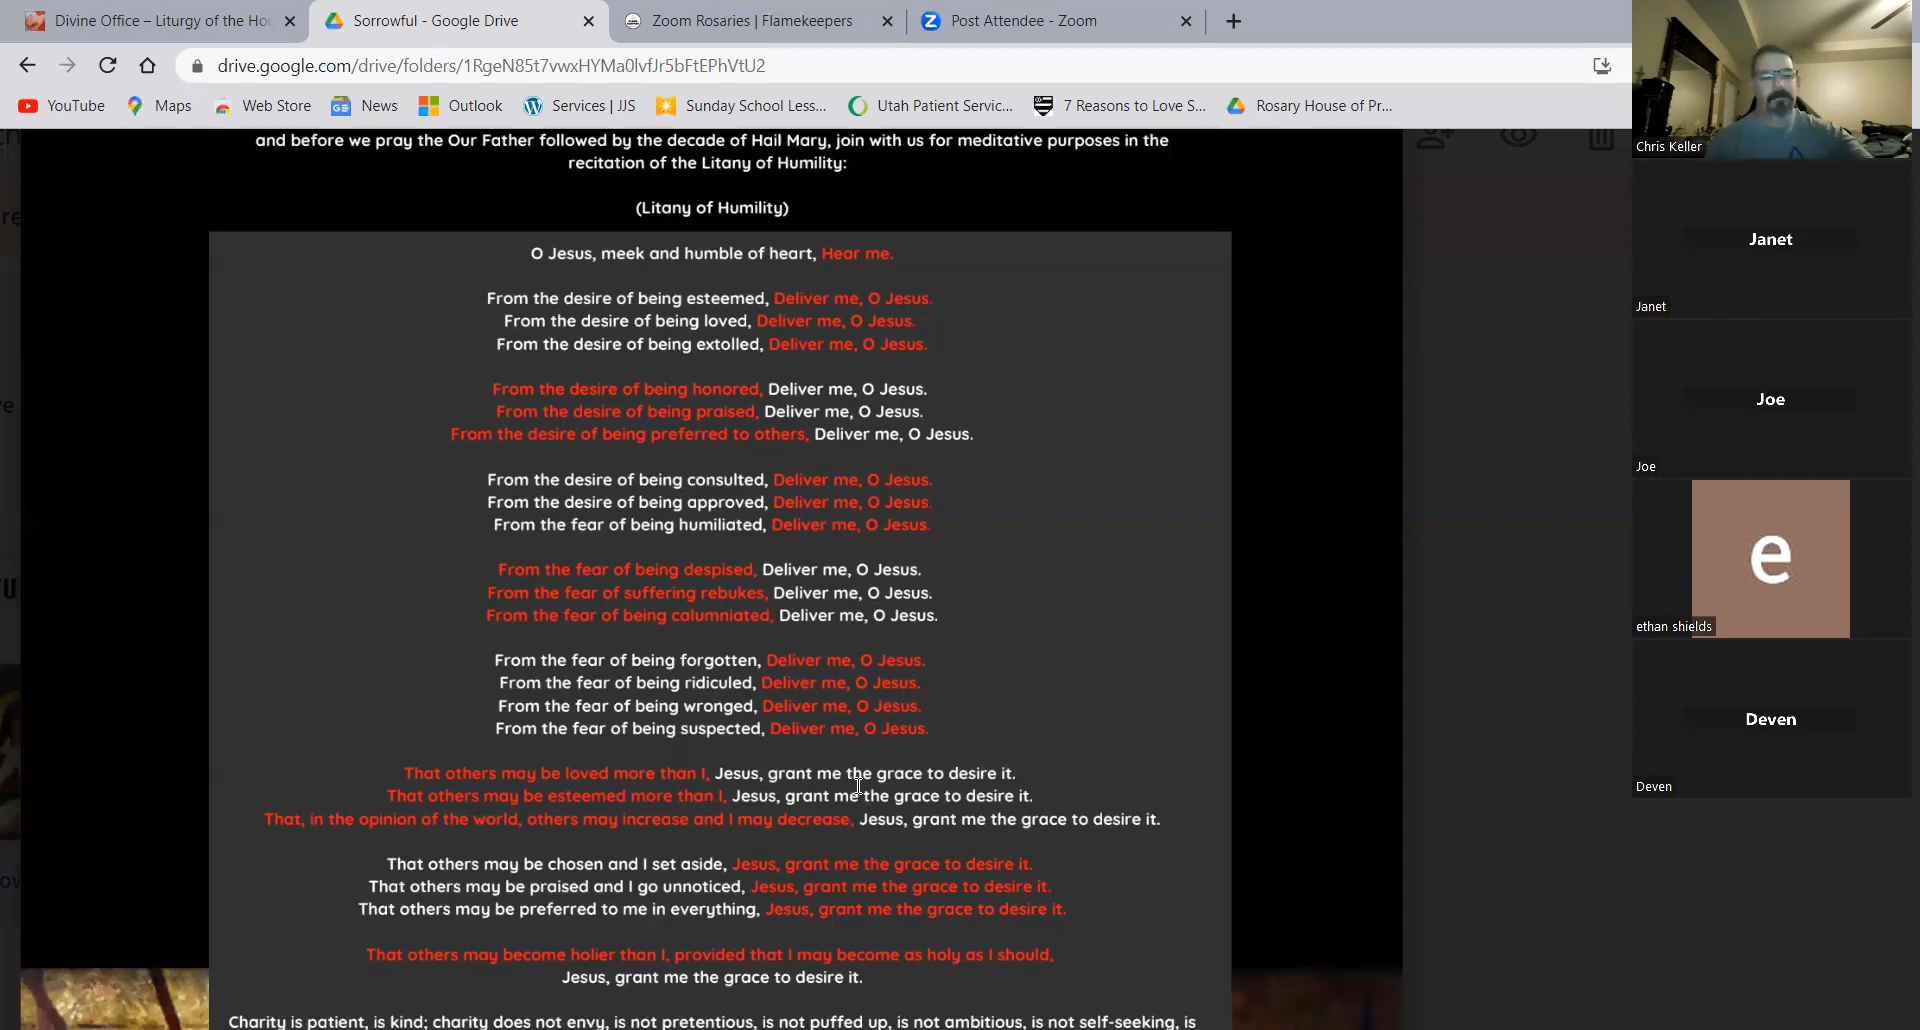 Divine Office – Liturgy of the Hou
Sorrowful - Google Drive
Zoom Rosaries | Flamekeepers
Post Attendee - Zoom
drive.google.com/drive/folders/1RgeN85t7vwxHYMa0lvfJr5bFtEPhVtU2
YouTube
Maps
Web Store
News
Outlook
Services | JJS
Sunday School Less...
Utah Patient Servic...
7 Reasons to Love S...
Rosary House of Pr...
and before we pray the Our Father followed by the decade of Hail Mary, join with us for meditative purposes in the
recitation of the Litany of Humility:
(Litany of Humility)
O Jesus, meek and humble of heart, Hear me.
From the desire of being esteemed, Deliver me, O Jesus.
From the desire of being loved, Deliver me, O Jesus.
From the desire of being extolled, Deliver me, O Jesus.
From the desire of being honored, Deliver me, O Jesus.
From the desire of being praised, Deliver me, O Jesus.
From the desire of being preferred to others, Deliver me, O Jesus.
From the desire of being consulted, Deliver me, O Jesus.
From the desire of being approved, Deliver me, O Jesus.
From the fear of being humiliated, Deliver me, O Jesus.
From the fear of being despised, Deliver me, O Jesus.
From the fear of suffering rebukes, Deliver me, O Jesus.
From the fear of being calumniated, Deliver me, O Jesus.
From the fear of being forgotten, Deliver me, O Jesus.
From the fear of being ridiculed, Deliver me, O Jesus.
From the fear of being wronged, Deliver me, O Jesus.
From the fear of being suspected, Deliver me, O Jesus.
That others may be loved more than I, Jesus, grant me the grace to desire it.
That others may be esteemed more than I, Jesus, grant me the grace to desire it.
That, in the opinion of the world, others may increase and I may decrease, Jesus, grant me the grace to desire it.
That others may be chosen and I set aside, Jesus, grant me the grace to desire it.
That others may be praised and I go unnoticed, Jesus, grant me the grace to desire it.
That others may be preferred to me in everything, Jesus, grant me the grace to desire it.
That others may become holier than I, provided that I may become as holy as I should,
Jesus, grant me the grace to desire it.
Charity is patient, is kind; charity does not envy, is not pretentious, is not puffed up, is not ambitious, is not self-seeking, is
Chris Keller
Janet
Janet
Joe
Joe
e
ethan shields
Deven
Deven